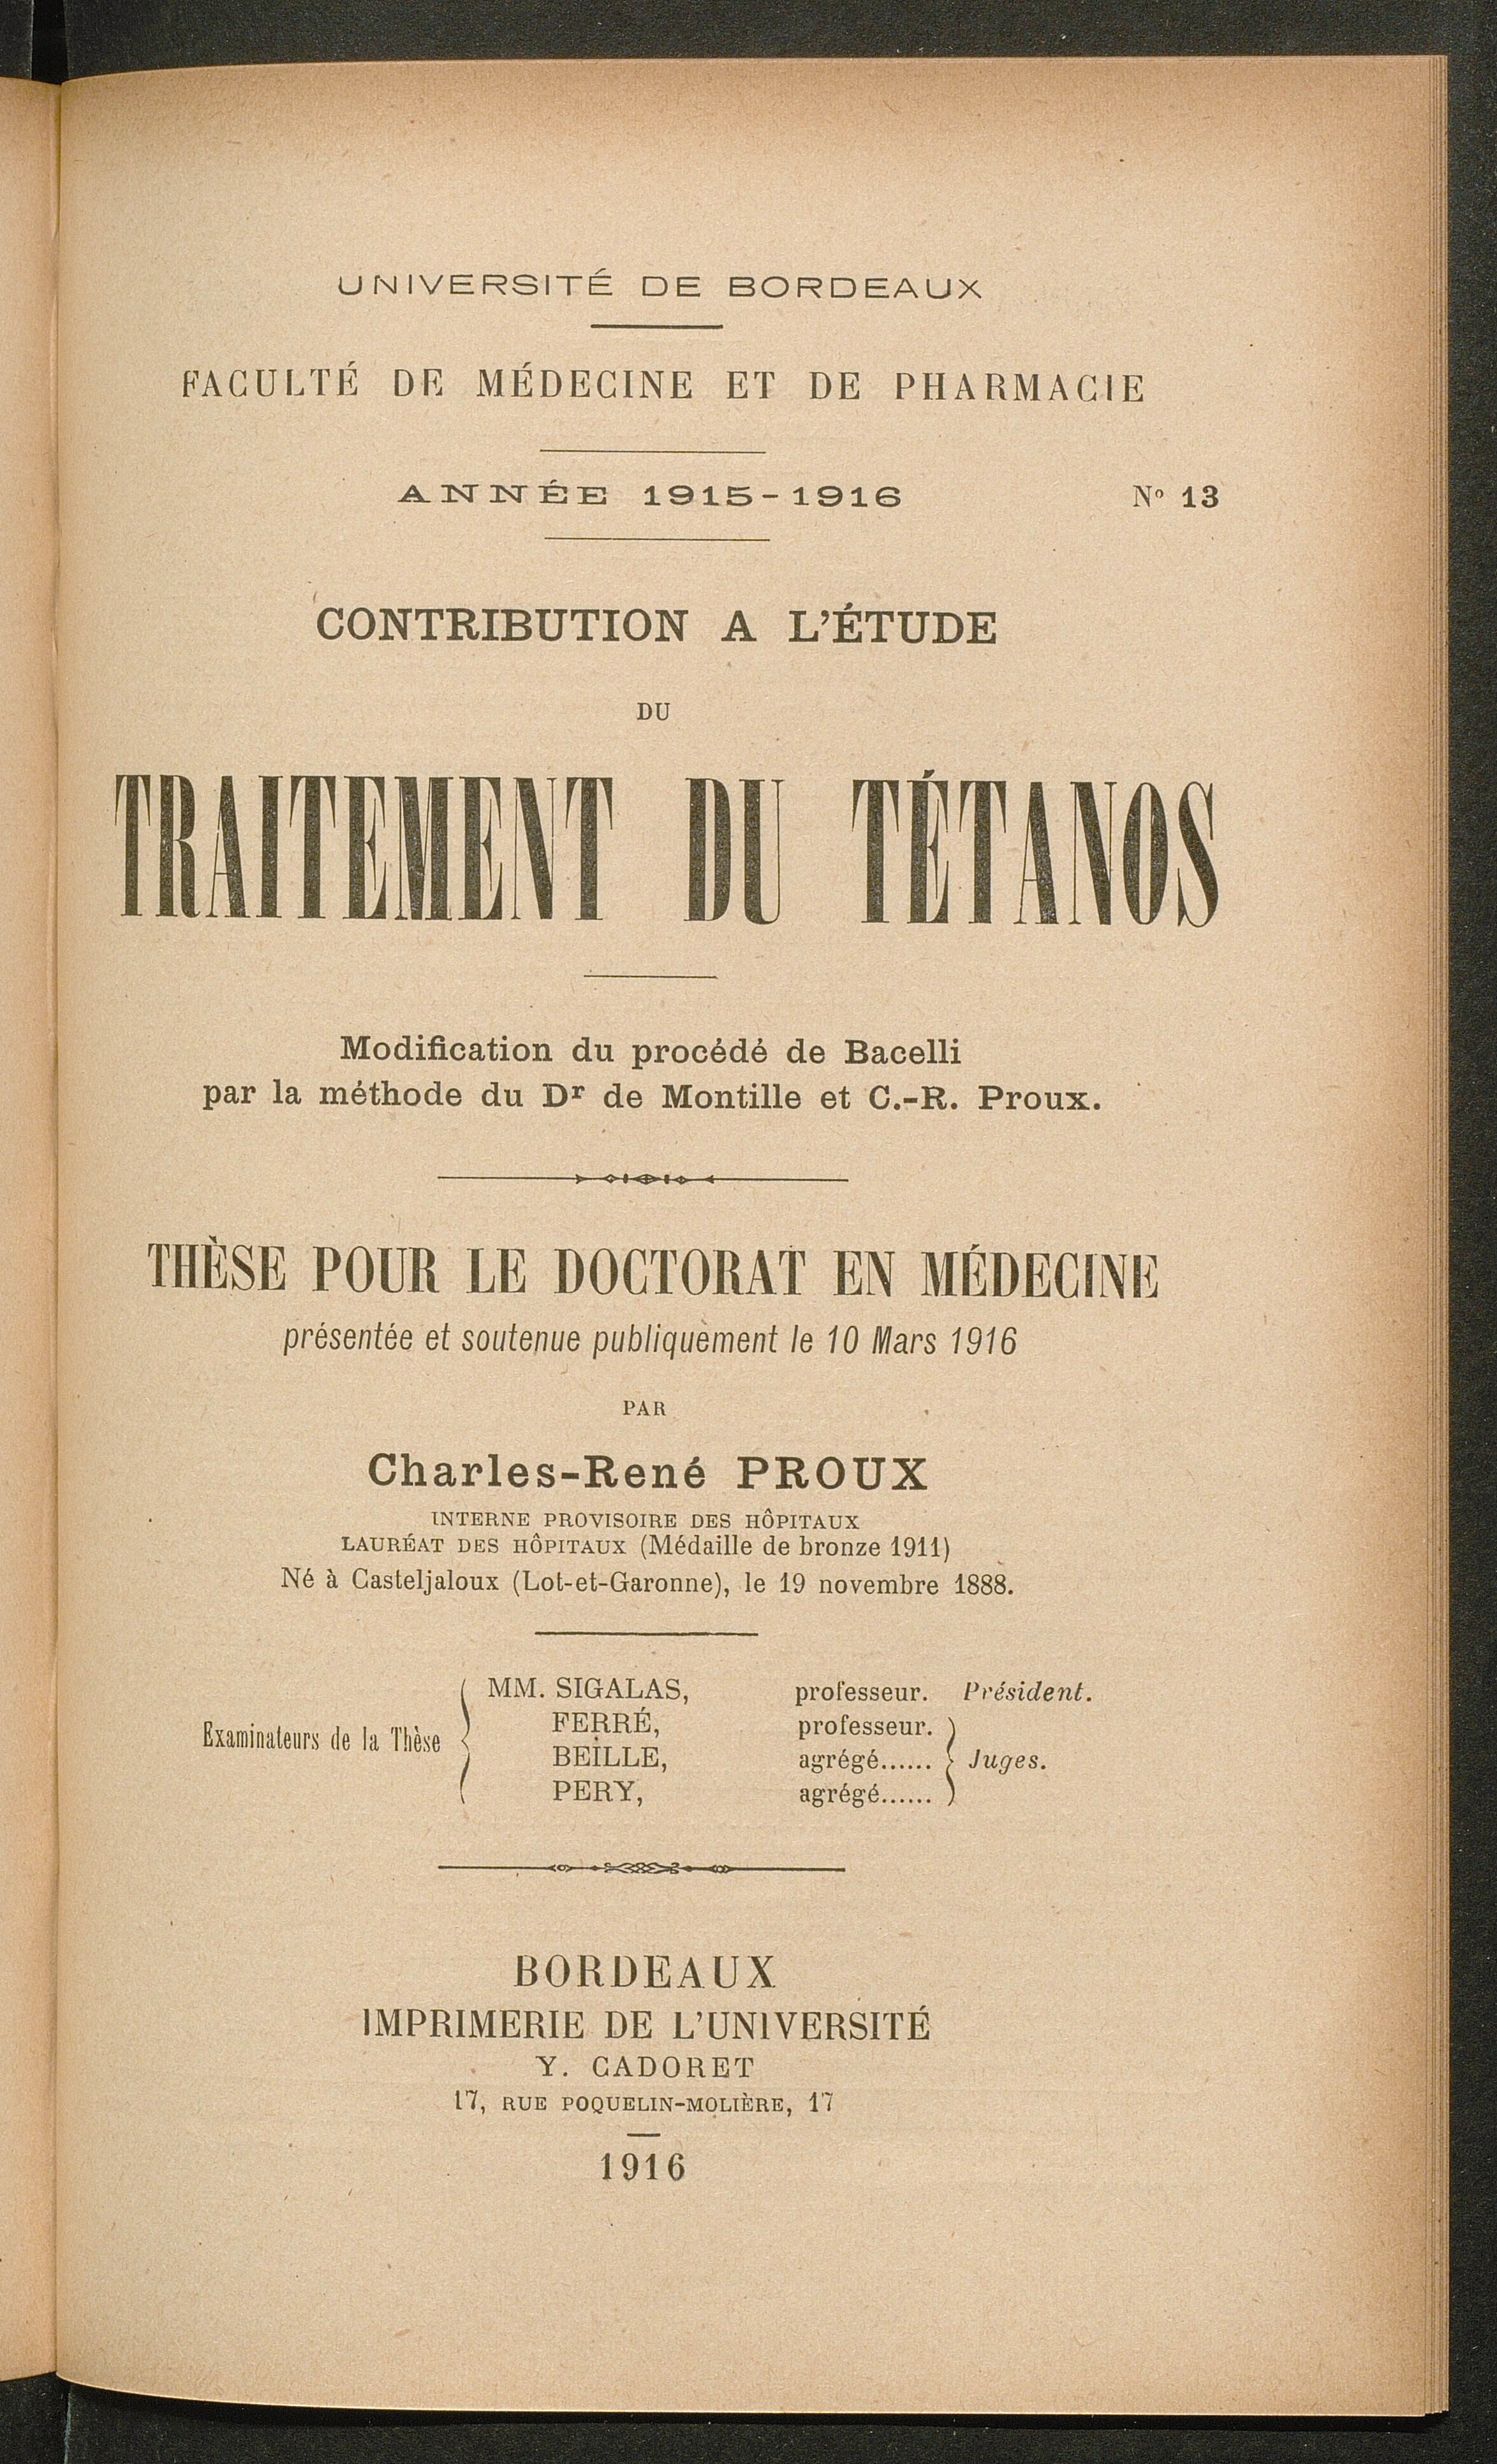 UNIVERSITÉ DE BORDEAUX
FACULTÉ DE MÉDECINE ET DE PHARMACIE
ANNÉE 1915-1916 Nº 13
CONTRIBUTION A L'ÉTUDE
DU
TRAITEMENT DU TÉTANOS
Modification du procédé de Bacelli
par la méthode du Dr de Montille et C.-R. Proux.
THÈSE POUR LE DOCTORAT EN MÉDECINE
présentée et soutenue publiquement le 10 Mars 1916
PAR
Charles-René PROUX
INTERNE PROVISOIRE DES HÔPITAUX
LAURÉAT DES HÔPITAUX (Médaille de bronze 1911)
Né à Casteljaloux (Lot-et-Garonne), le 19 novembre 1888.
MM. SIGALAS, professeur. Président.
FERRÉ, professeur.
Examinateurs de la Thèse
BEILLE, agrégé...... Juges.
PERY, agrégé......
BORDEAUX
IMPRIMERIE DE L'UNIVERSITÉ
Y. CADORET
17, RUE POQUELIN-MOLIÈRE, 17
1916